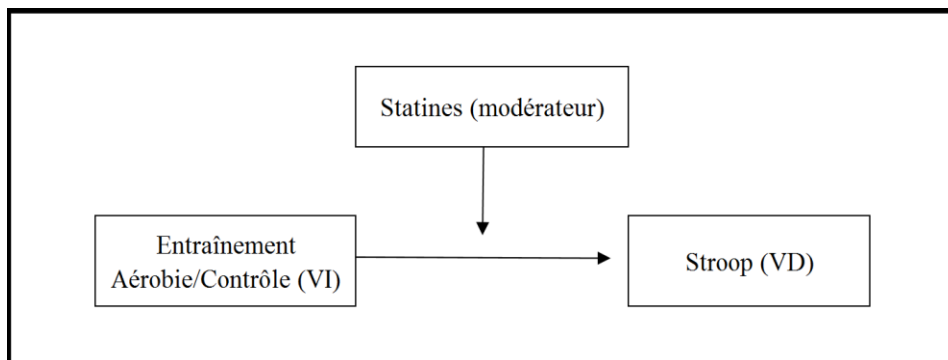 Statines (modérateur)
Entraînement
Aérobie/Contrôle (VI)
Stroop (VD)